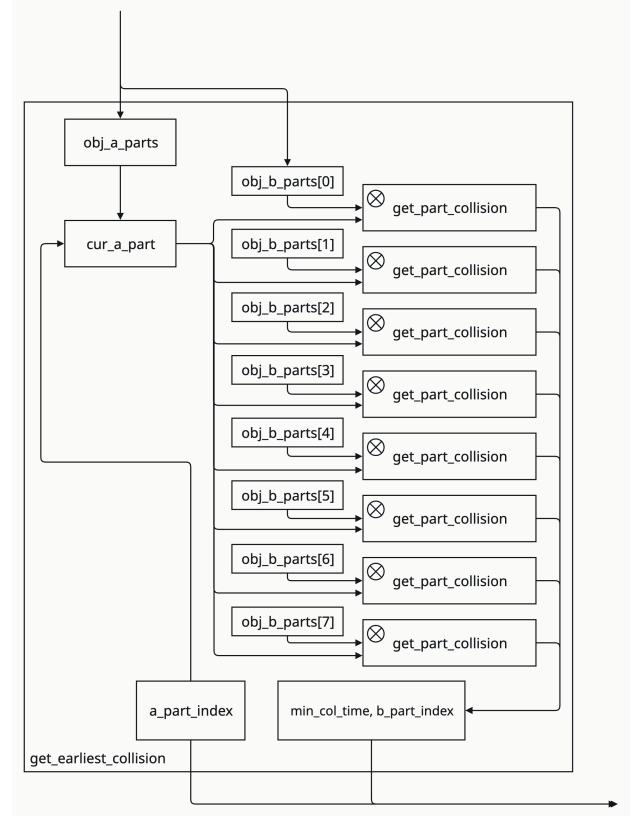 obj_a_parts
cur_a_part
obj_b_parts[0]
get_part_collision
obj_b_parts[1]
get_part_collision
obj_b_parts[2]
get_part_collision
obj_b_parts[3]
get_part_collision
obj_b_parts[4]
get_part_collision
obj_b_parts[5]
get_part_collision
obj_b_parts[6]
get_part_collision
obj_b_parts[7]
get_part_collision
a_part_index
min_col_time, b_part_index
get_earliest_collision